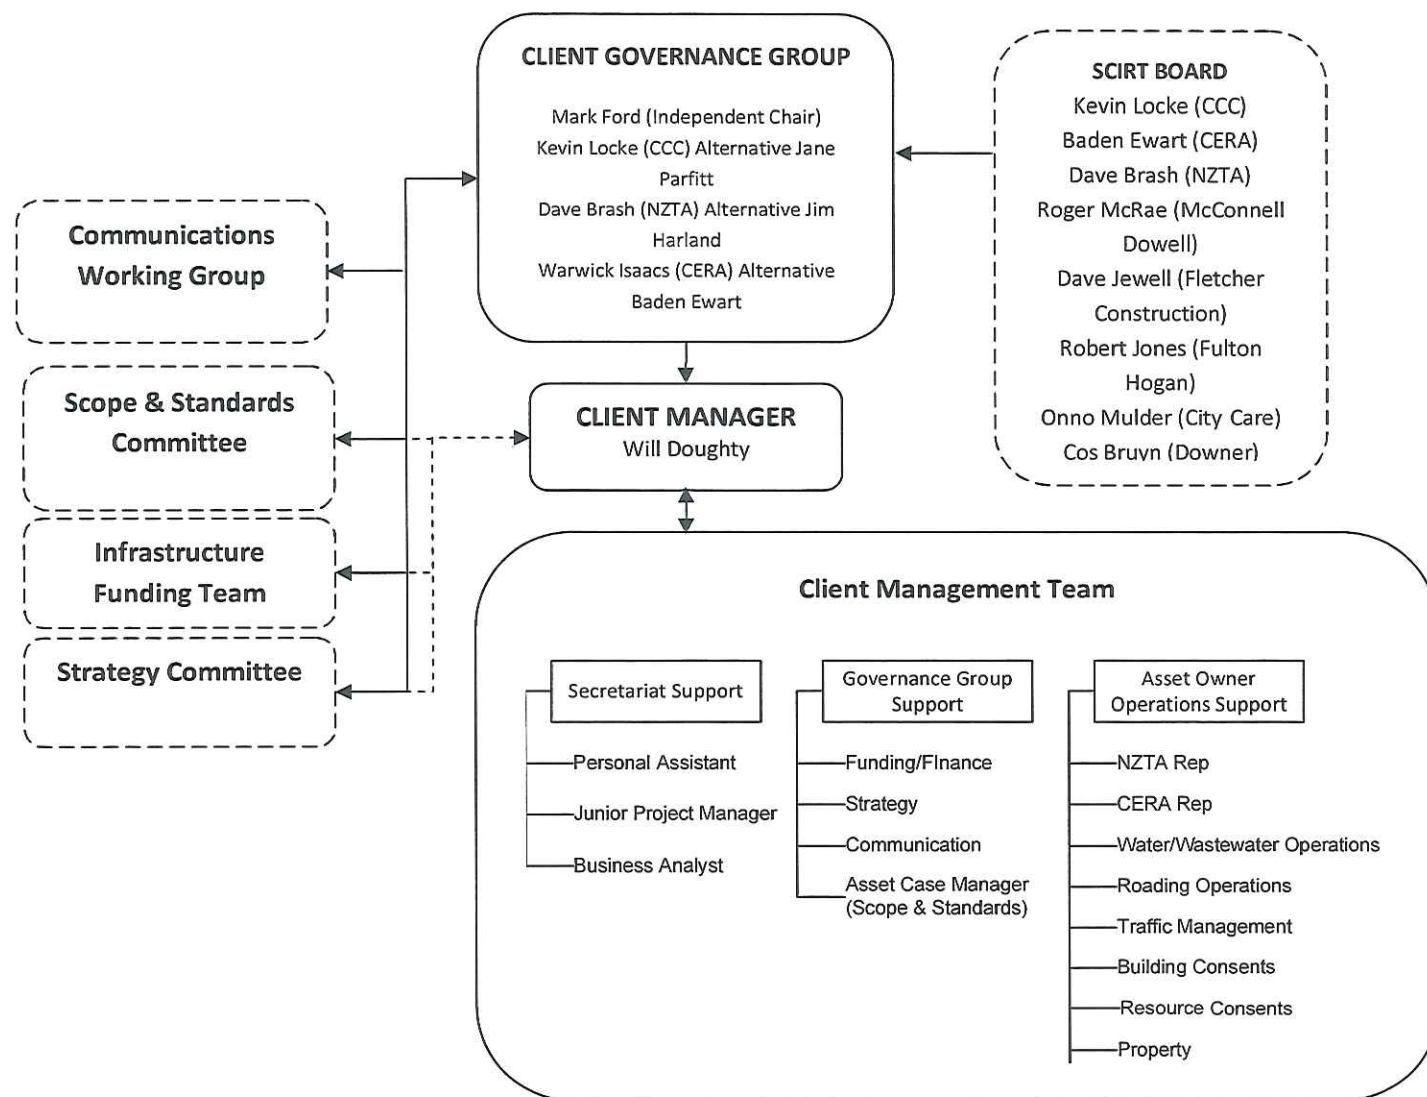 CLIENT GOVERNANCE GROUP
Mark Ford (Independent Chair)
Kevin Locke (CCC) Alternative Jane
Parfitt
Dave Brash (NZTA) Alternative Jim
Harland
Warwick Isaacs (CERA) Alternative
Baden Ewart
SCIRT BOARD
Kevin Locke (CCC)
Baden Ewart (CERA)
Dave Brash (NZTA)
Roger McRae (McConnell
Dowell)
Dave Jewell (Fletcher
Construction)
Robert Jones (Fulton
Hogan)
Onno Mulder (City Care)
Cos Bruyn (Downer)
Communications
Working Group
Scope & Standards
Committee
Infrastructure
Funding Team
Strategy Committee
CLIENT MANAGER
Will Doughty
Client Management Team
Secretariat Support
Personal Assistant
Junior Project Manager
Business Analyst
Governance Group
Support
Funding/FInance
Strategy
Communication
Asset Case Manager
(Scope & Standards)
Asset Owner
Operations Support
NZTA Rep
CERA Rep
Water/Wastewater Operations
Roading Operations
Traffic Management
Building Consents
Resource Consents
Property